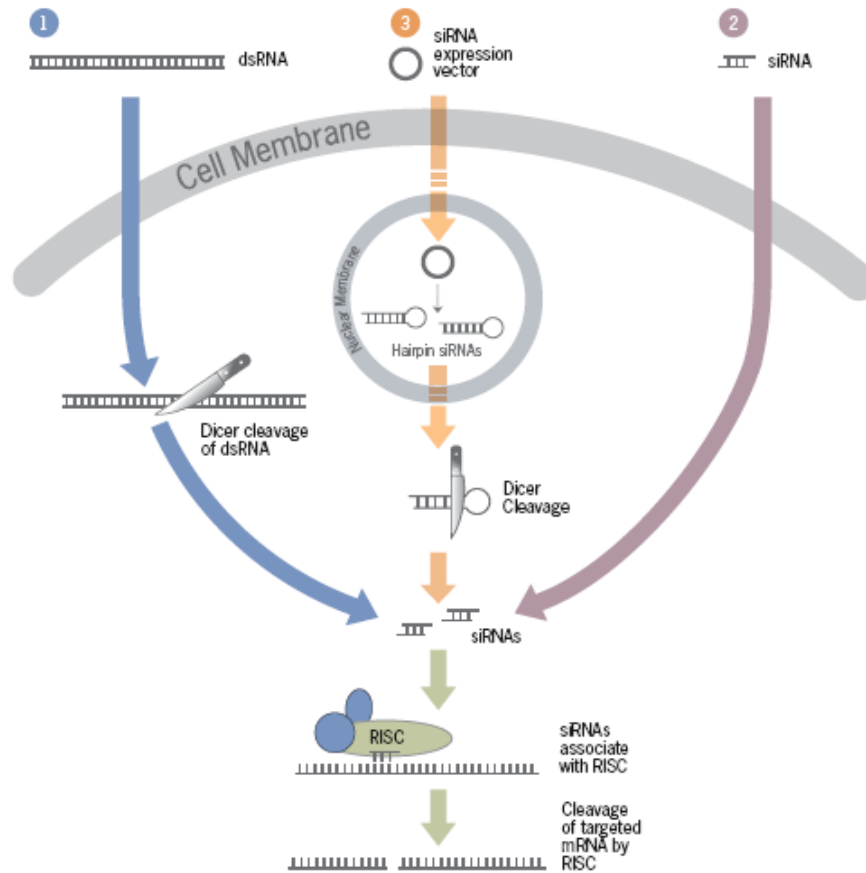 1
dsRNA
3
siRNA
expression
vector
2
siRNA
Cell Membrane
Nuclear Membrane
Hairpin siRNAs
Dicer cleavage
of dsRNA
Dicer
Cleavage
siRNAs
RISC
siRNAs
associate
with RISC
Cleavage
of targeted
mRNA by
RISC